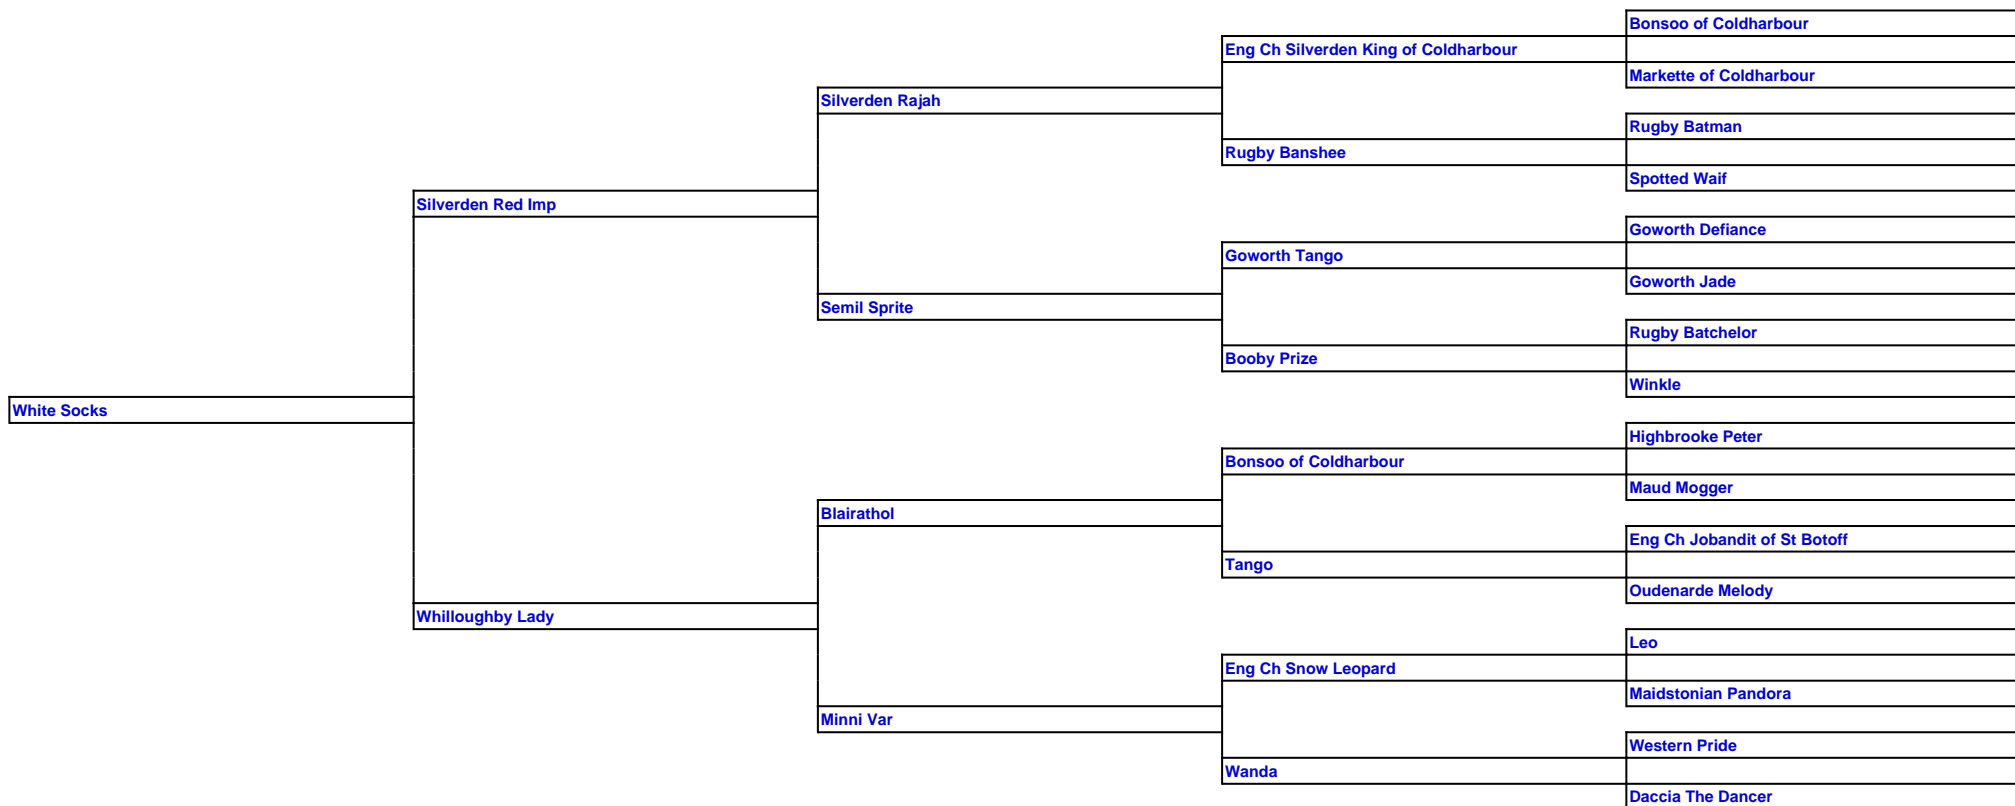 Bonsoo of Coldharbour
Eng Ch Silverden King of Coldharbour
Markette of Coldharbour
Silverden Rajah
Rugby Batman
Rugby Banshee
Spotted Waif
Silverden Red Imp
Goworth Defiance
Goworth Tango
Goworth Jade
Semil Sprite
Rugby Batchelor
Booby Prize
Winkle
White Socks
Highbrooke Peter
Bonsoo of Coldharbour
Maud Mogger
Blairathol
Eng Ch Jobandit of St Botoff
Tango
Oudenarde Melody
Whilloughby Lady
Leo
Eng Ch Snow Leopard
Maidstonian Pandora
Minni Var
Western Pride
Wanda
Daccia The Dancer